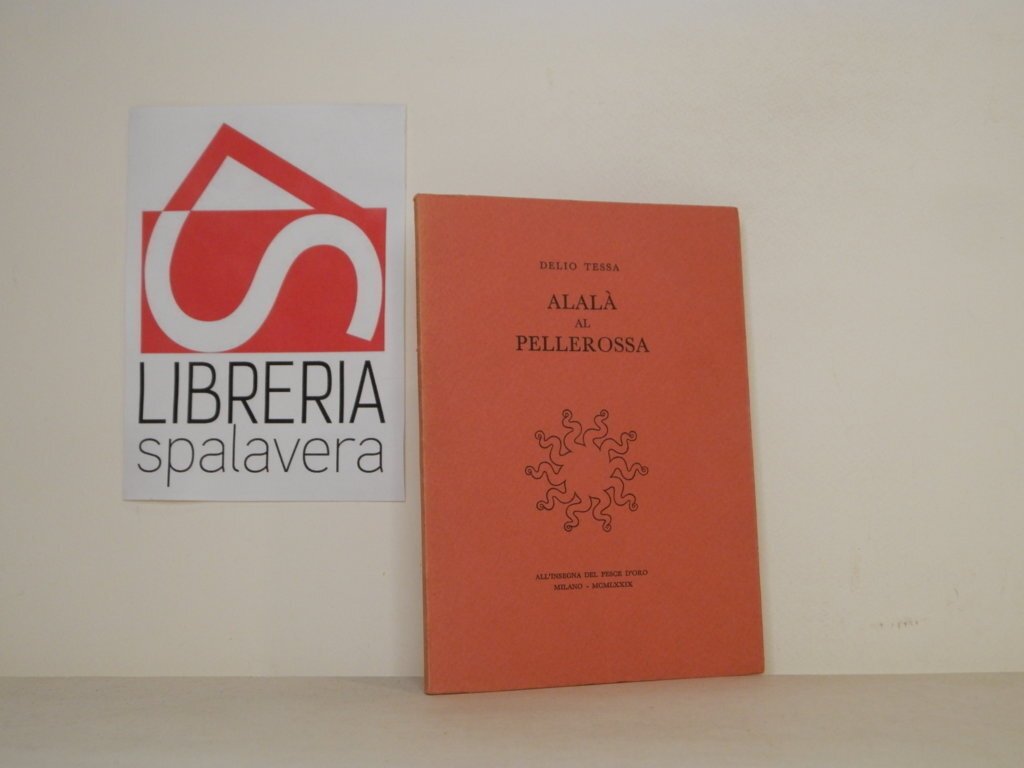 LIBRERIA
spalavera
DELIO TESSA
ALALÀ
AL
PELLEROSSA
ALL'INSEGNA DEL PESCE D'ORO
MILANO - MCMLXXIX